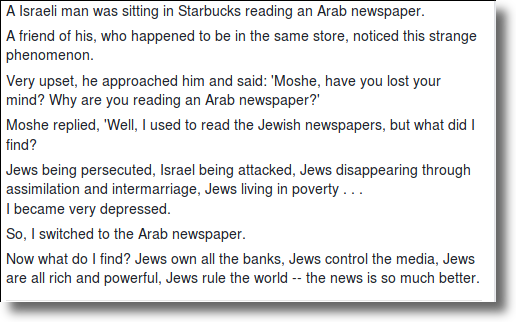 A Israeli man was sitting in Starbucks reading an Arab newspaper.
A friend of his, who happened to be in the same store, noticed this strange
phenomenon.
Very upset, he approached him and said: 'Moshe, have you lost your
mind? Why are you reading an Arab newspaper?'
Moshe replied, 'Well, I used to read the Jewish newspapers, but what did I
find?
Jews being persecuted, Israel being attacked, Jews disappearing through
assimilation and intermarriage, Jews living in poverty . . .
I became very depressed.
So, I switched to the Arab newspaper.
Now what do I find? Jews own all the banks, Jews control the media, Jews
are all rich and powerful, Jews rule the world -- the news is so much better.